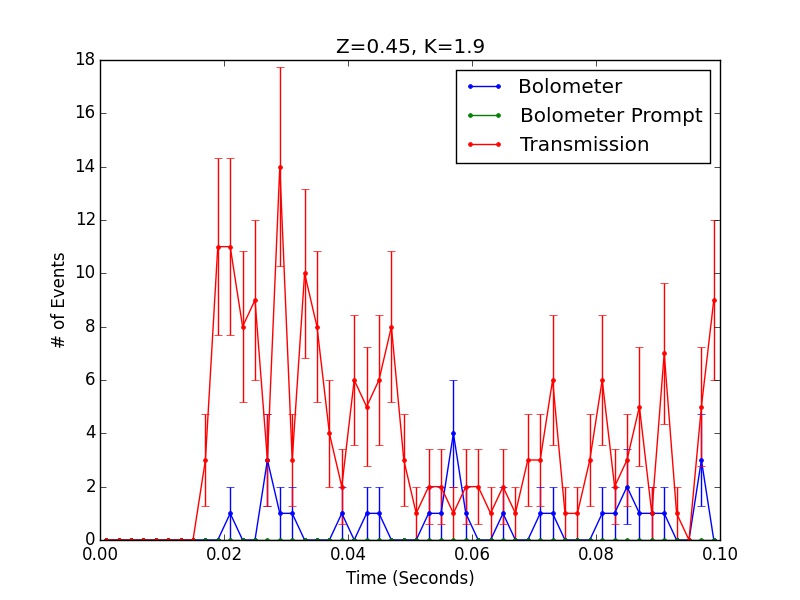 Z=0.45, K=1.9
Bolometer
Bolometer Prompt
Transmission
# of Events
18
16
14
12
10
8
6
4
2
0
0.00 0.02 0.04 0.06 0.08 0.10
Time (Seconds)